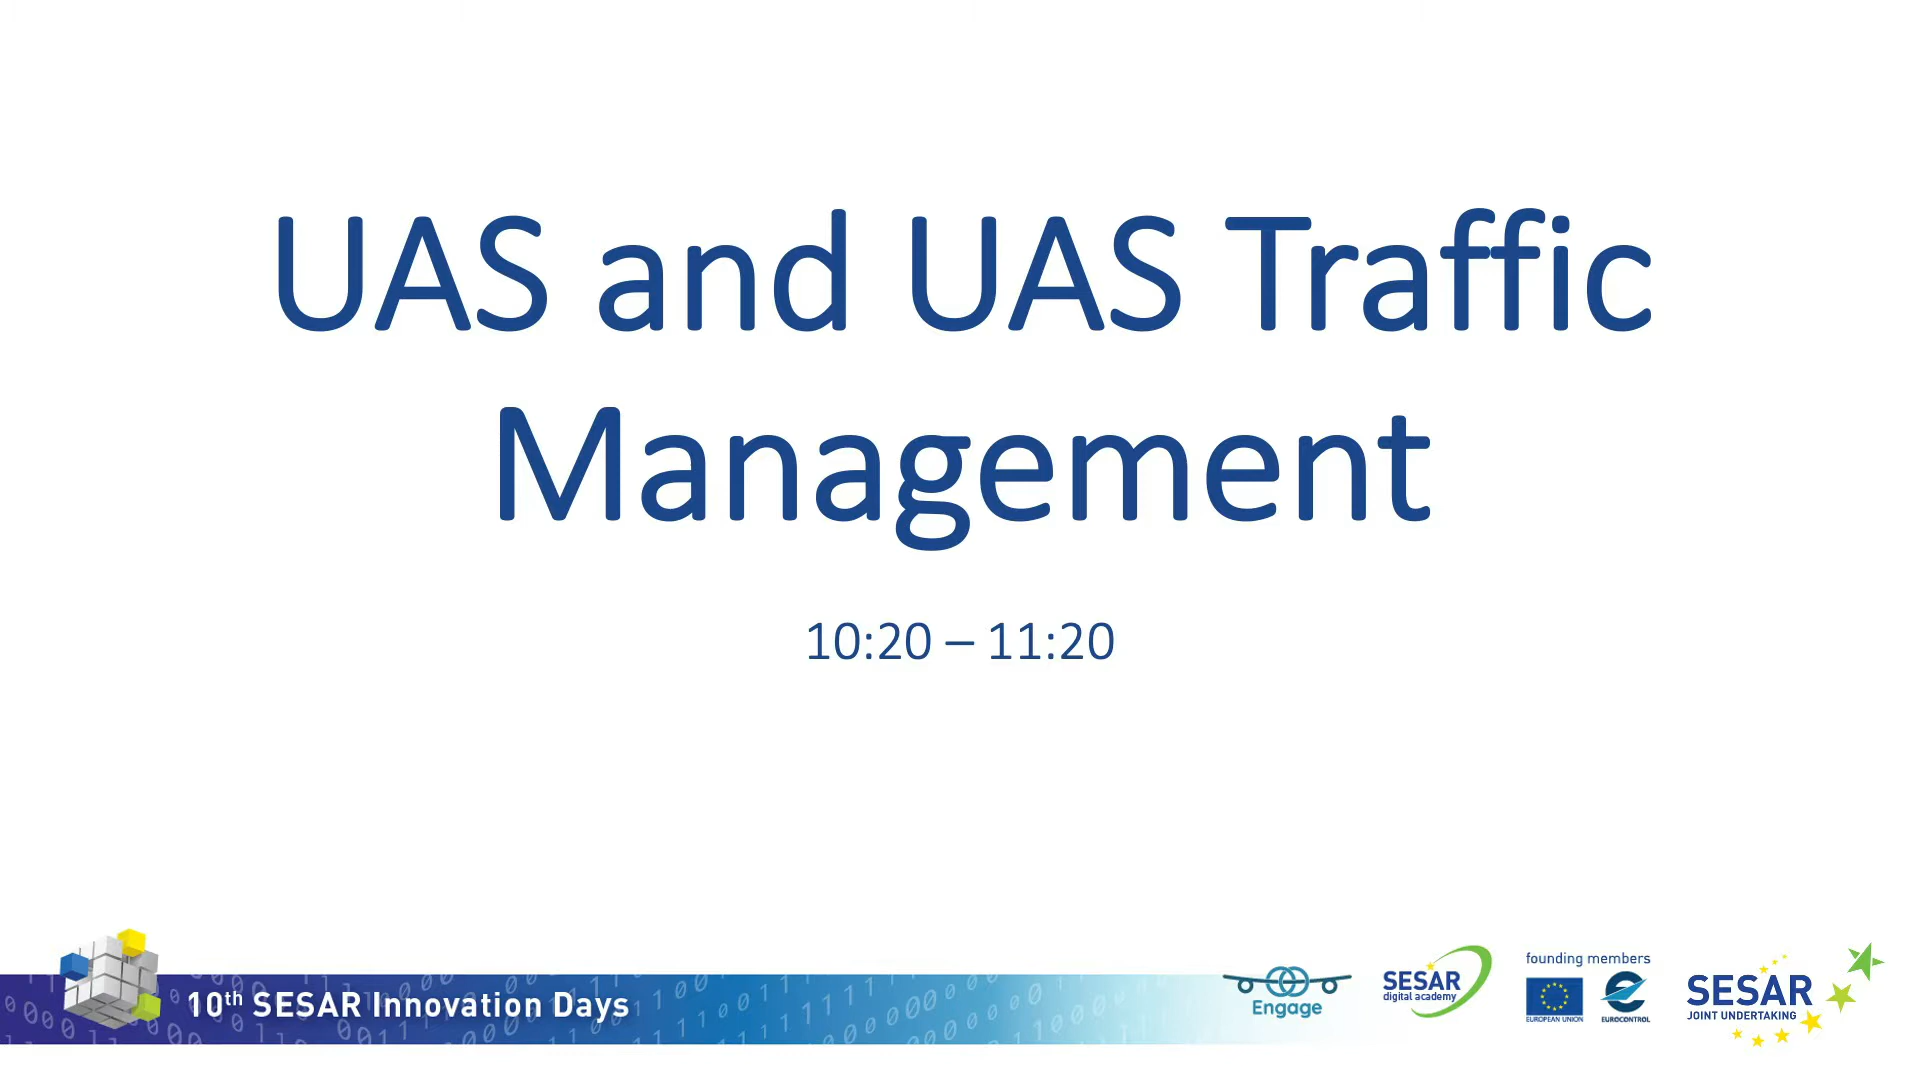 UAS and UAS Traffic
Management
10:20 – 11:20
10th SESAR Innovation Days
Engage
SESAR
digital academy
founding members
EUROPEAN UNION
EUROCONTROL
SESAR
JOINT UNDERTAKING